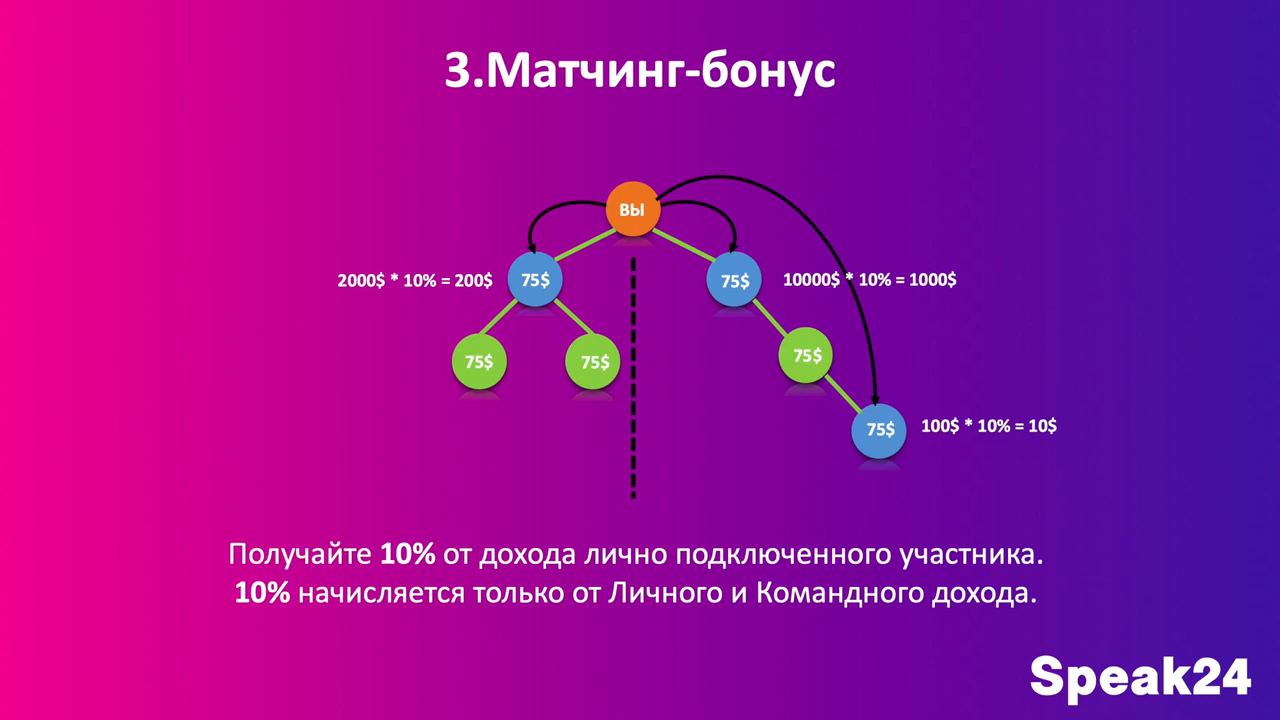 3.Матчинг-бонус
ВЫ
2000$ * 10% = 200$
75$
75$
10000$ * 10% = 1000$
75$
75$
75$
75$
100$ * 10% = 10$
Получайте 10% от дохода лично подключенного участника.
10% начисляется только от Личного и Командного дохода.
Speak24